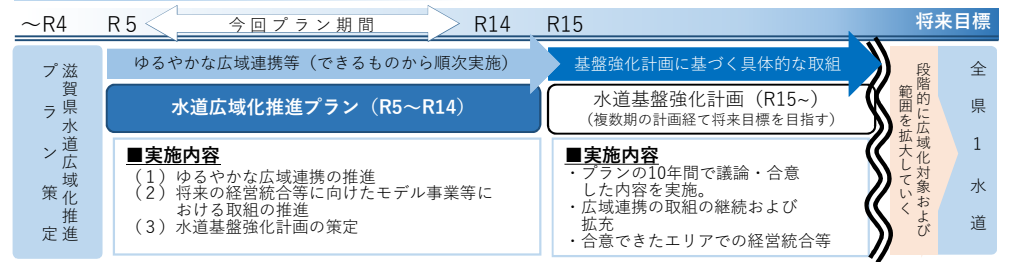 ～R4
R５
今回プラン期間
R14
R15
将来目標
滋賀県水道広域化推進
プラン策定
ゆるやかな広域連携等（できるものから順次実施）
基盤強化計画に基づく具体的な取組
水道広域化推進プラン（R5～R14）
水道基盤強化計画（R15~）
（複数期の計画経て将来目標を目指す）
■実施内容
（１）ゆるやかな広域連携の推進
（２）将来の経営統合等に向けたモデル事業等に
おける取組の推進
（３）水道基盤強化計画の策定
■実施内容
・プランの10年間で議論・合意
した内容を実施。
・広域連携の取組の継続および
拡充
・合意できたエリアでの経営統合等
段階的に広域化対象および
範囲を拡大していく
全県１水道